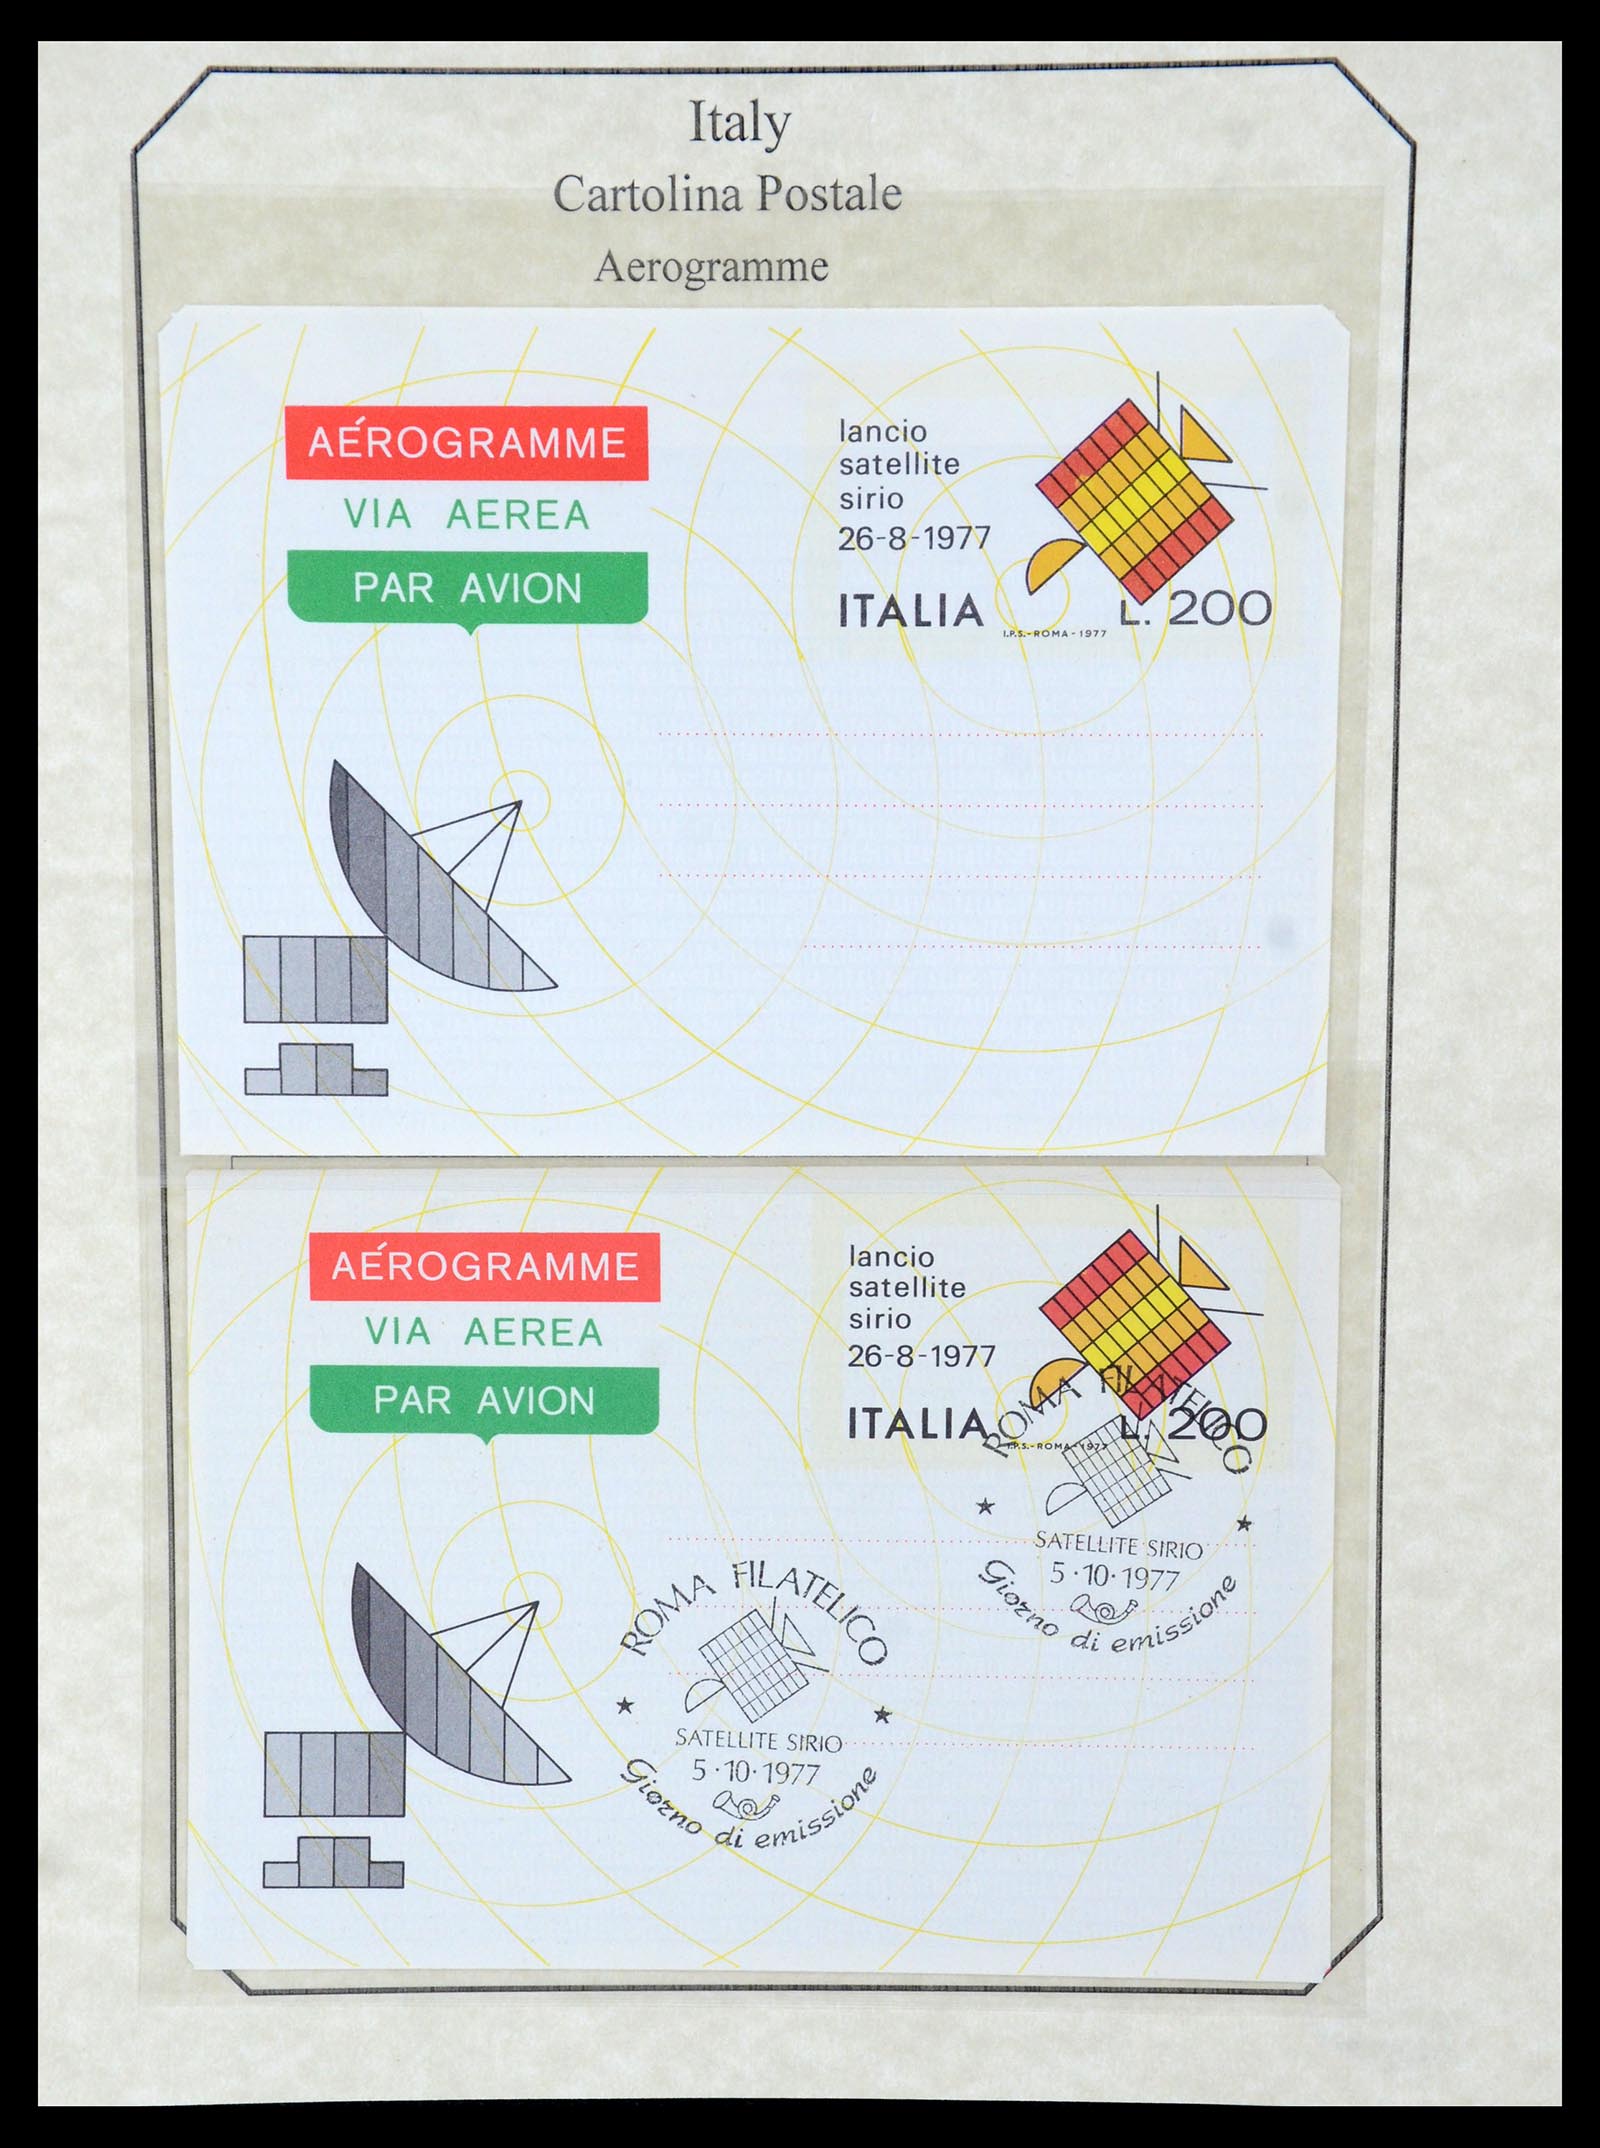 Italy
Cartolina Postale
Aerogramme
AÉROGRAMME
VIA AEREA
PAR AVION
lancio
satellite
sirio
26-8-1977
ITALIA
L. 200
I.P.S.-ROMA-1977
AÉROGRAMME
VIA AEREA
PAR AVION
lancio
satellite
sirio
26-8-1977
ITALIA
L. 200
I.P.S.-ROMA-1977
ROMA FILATELICO
SATELLITE SIRIO
5·10·1977
Giorno di emissione
ROMA FILATELICO
SATELLITE SIRIO
5·10·1977
Giorno di emissione